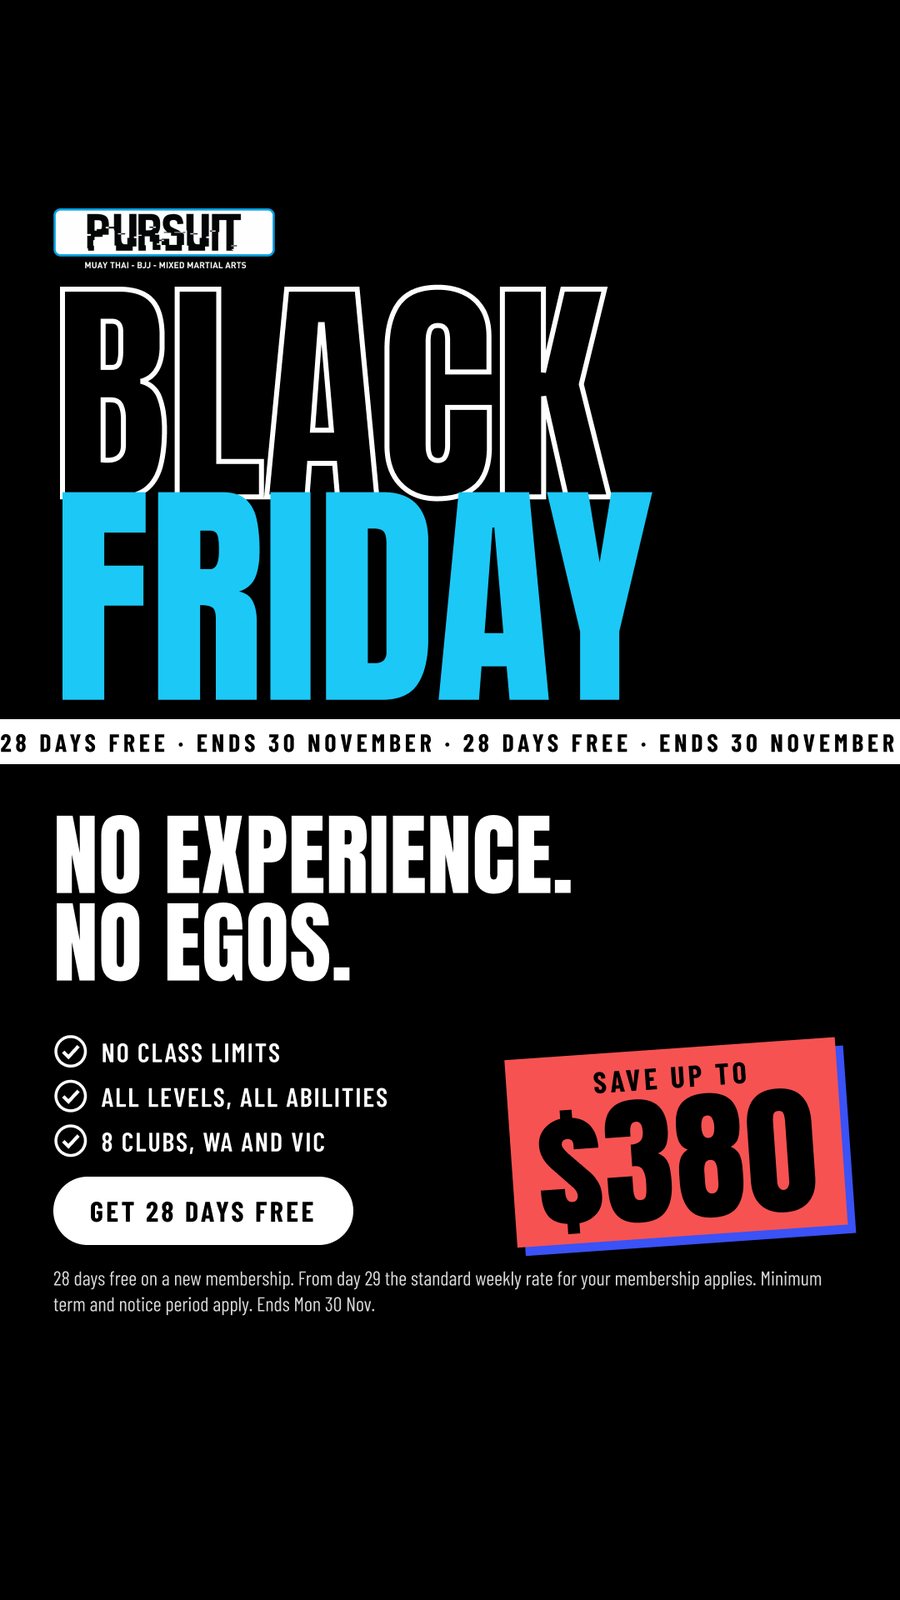 PURSUIT
MUAY THAI - BJJ - MIXED MARTIAL ARTS
BLACK
FRIDAY
28 DAYS FREE · ENDS 30 NOVEMBER · 28 DAYS FREE · ENDS 30 NOVEMBER
NO EXPERIENCE.
NO EGOS.
NO CLASS LIMITS
ALL LEVELS, ALL ABILITIES
8 CLUBS, WA AND VIC
GET 28 DAYS FREE
SAVE UP TO
$380
28 days free on a new membership. From day 29 the standard weekly rate for your membership applies. Minimum
term and notice period apply. Ends Mon 30 Nov.